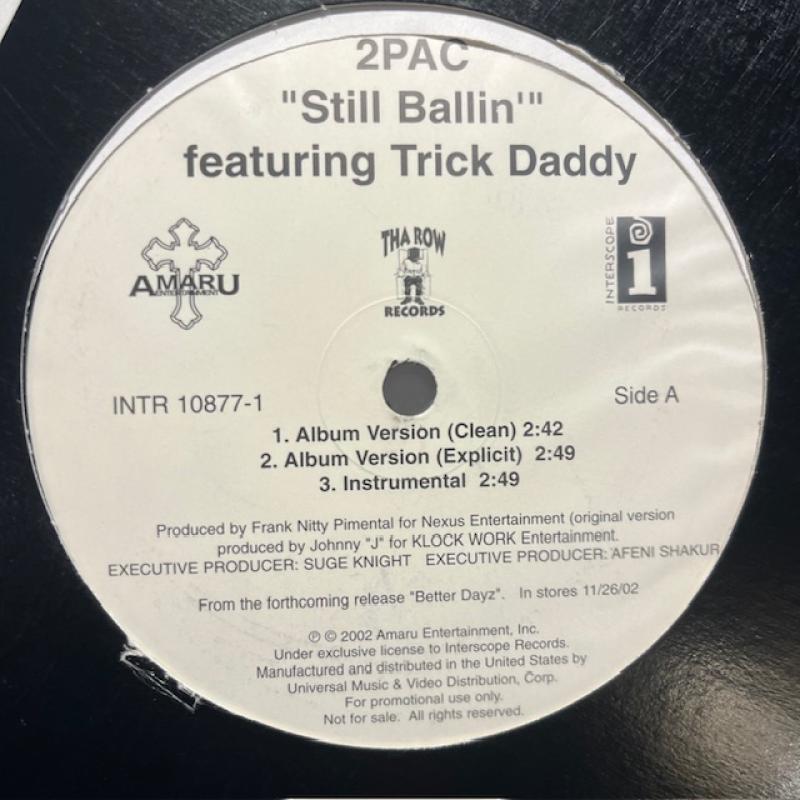 2PAC
"Still Ballin'"
featuring Trick Daddy
AMARU
ENTERTAINMENT
THA ROW
RECORDS
INTERSCOPE
i
RECORDS
INTR 10877-1
Side A
1. Album Version (Clean) 2:42
2. Album Version (Explicit) 2:49
3. Instrumental 2:49
Produced by Frank Nitty Pimental for Nexus Entertainment (original version
produced by Johnny "J" for KLOCK WORK Entertainment.
EXECUTIVE PRODUCER: SUGE KNIGHT EXECUTIVE PRODUCER: AFENI SHAKUR
From the forthcoming release "Better Dayz". In stores 11/26/02
℗ © 2002 Amaru Entertainment, Inc.
Under exclusive license to Interscope Records.
Manufactured and distributed in the United States by
Universal Music & Video Distribution, Corp.
For promotional use only.
Not for sale. All rights reserved.